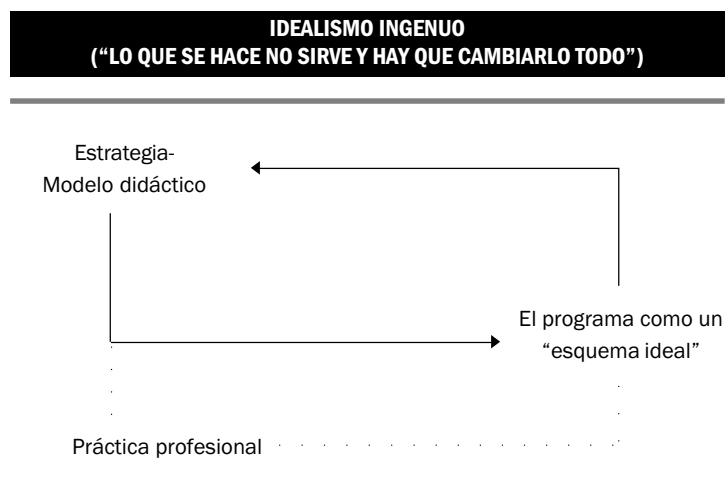 IDEALISMO INGENUO
(“LO QUE SE HACE NO SIRVE Y HAY QUE CAMBIARLO TODO”)
Estrategia-
Modelo didáctico
El programa como un
“esquema ideal”
Práctica profesional